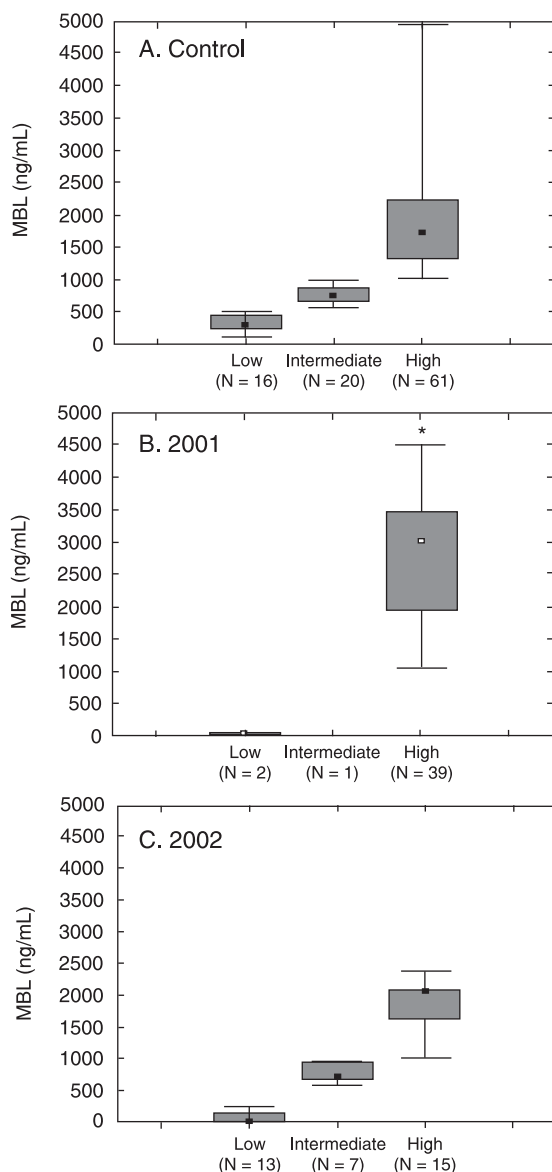 A. Control
MBL (ng/mL)
5000
4500
4000
3500
3000
2500
2000
1500
1000
500
0
Low Intermediate High
(N = 16) (N = 20) (N = 61)
B. 2001
*
MBL (ng/mL)
5000
4500
4000
3500
3000
2500
2000
1500
1000
500
0
Low Intermediate High
(N = 2) (N = 1) (N = 39)
C. 2002
MBL (ng/mL)
5000
4500
4000
3500
3000
2500
2000
1500
1000
500
0
Low Intermediate High
(N = 13) (N = 7) (N = 15)